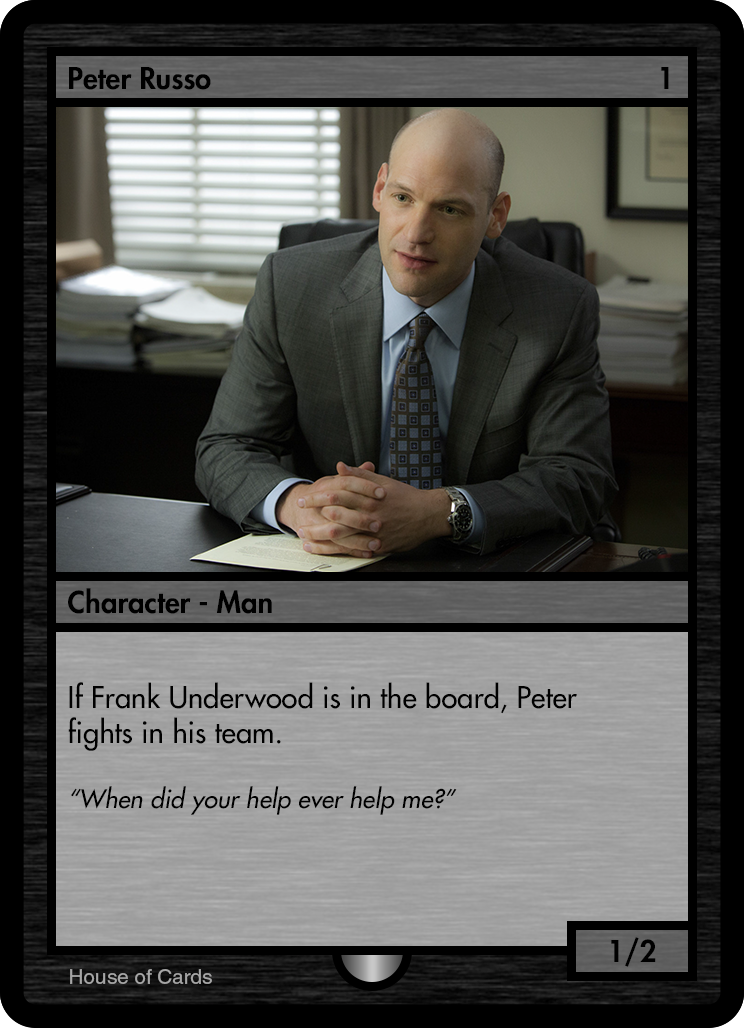 Peter Russo 1
Character - Man
If Frank Underwood is in the board, Peter
fights in his team.
“When did your help ever help me?”
1/2
House of Cards